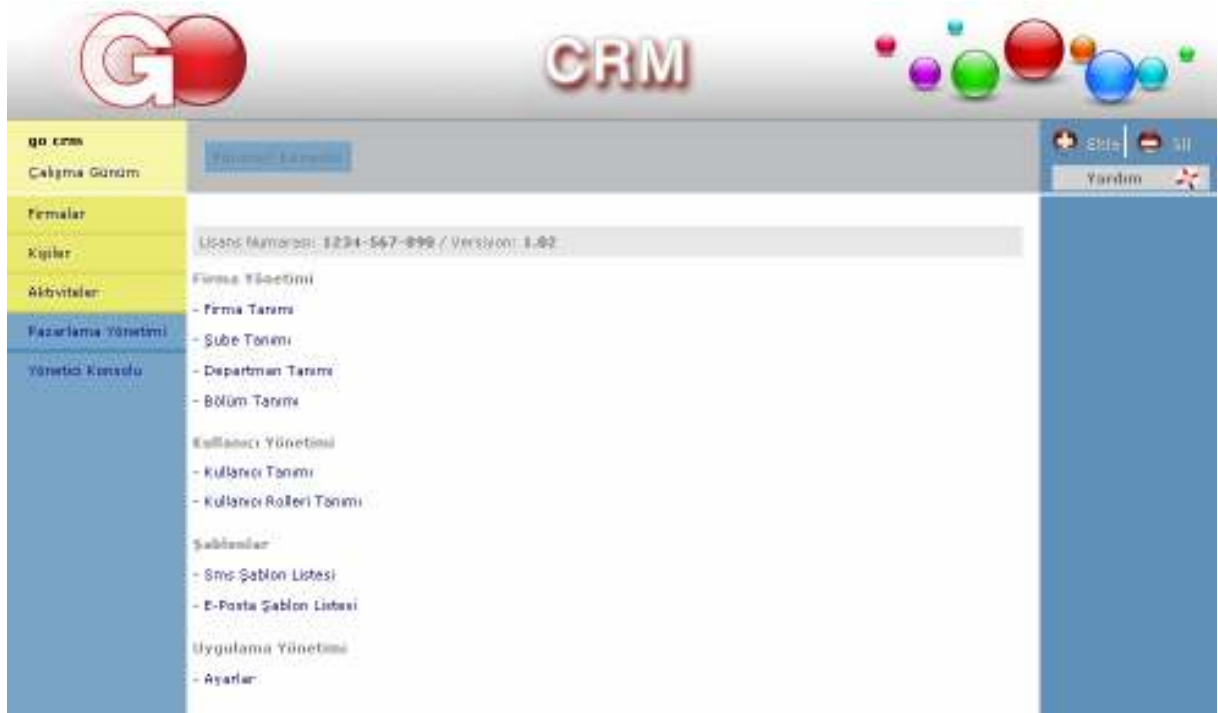 GO
CRM
go crm
Çalışma Günüm
Firmalar
Kişiler
Aktiviteler
Pazarlama Yönetimi
Yönetici Konsolu
Yönetici Konsolu
Ekle
Sil
Yardım
Lisans Numarası: 1234-567-890 / Versiyon: 1.02
Firma Yönetimi
- Firma Tanımı
- Şube Tanımı
- Departman Tanımı
- Bölüm Tanımı
Kullanıcı Yönetimi
- Kullanıcı Tanımı
- Kullanıcı Rolleri Tanımı
Şablonlar
- Sms Şablon Listesi
- E-Posta Şablon Listesi
Uygulama Yönetimi
- Ayarlar